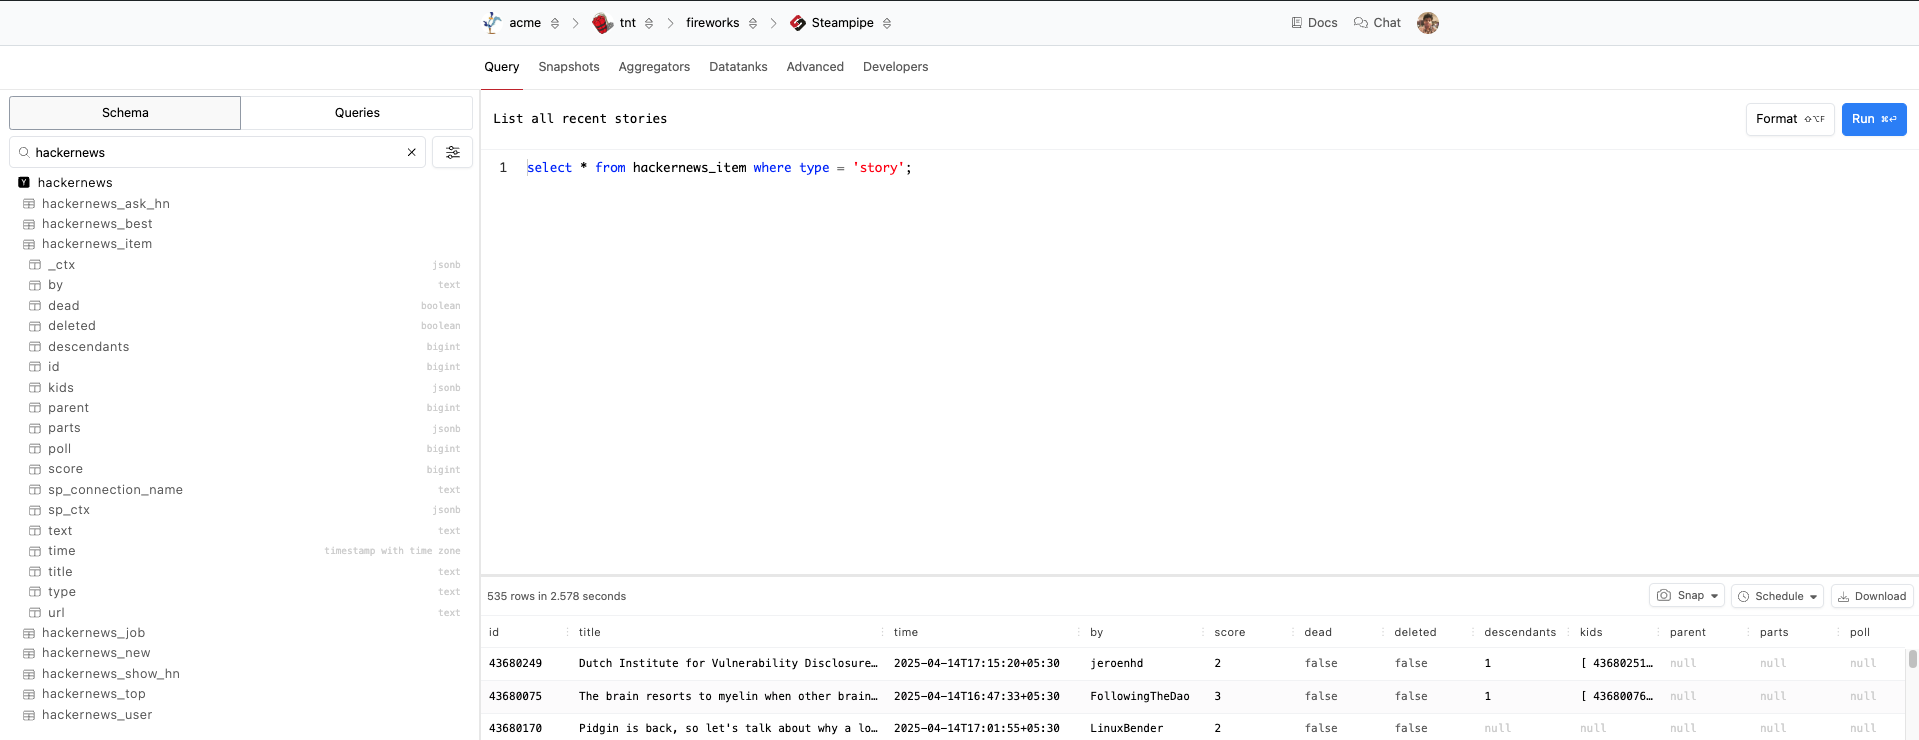 acme tnt fireworks Steampipe Docs Chat
Query Snapshots Aggregators Datatanks Advanced Developers
Schema Queries
hackernews
Y hackernews
hackernews_ask_hn
hackernews_best
hackernews_item
_ctx jsonb
by text
dead boolean
deleted boolean
descendants bigint
id bigint
kids jsonb
parent bigint
parts jsonb
poll bigint
score bigint
sp_connection_name text
sp_ctx jsonb
text text
time timestamp with time zone
title text
type text
url text
hackernews_job
hackernews_new
hackernews_show_hn
hackernews_top
hackernews_user
List all recent stories
Format ⇧⌥F Run ⌘↵
1 select * from hackernews_item where type = 'story';
535 rows in 2.578 seconds Snap Schedule Download
id title time by score dead deleted descendants kids parent parts poll
43680249 Dutch Institute for Vulnerability Disclosure… 2025-04-14T17:15:20+05:30 jeroenhd 2 false false 1 [ 43680251… null null null
43680075 The brain resorts to myelin when other brain… 2025-04-14T16:47:33+05:30 FollowingTheDao 3 false false 1 [ 43680076… null null null
43680170 Pidgin is back, so let's talk about why a lo… 2025-04-14T17:01:55+05:30 LinuxBender 2 false false null null null null null